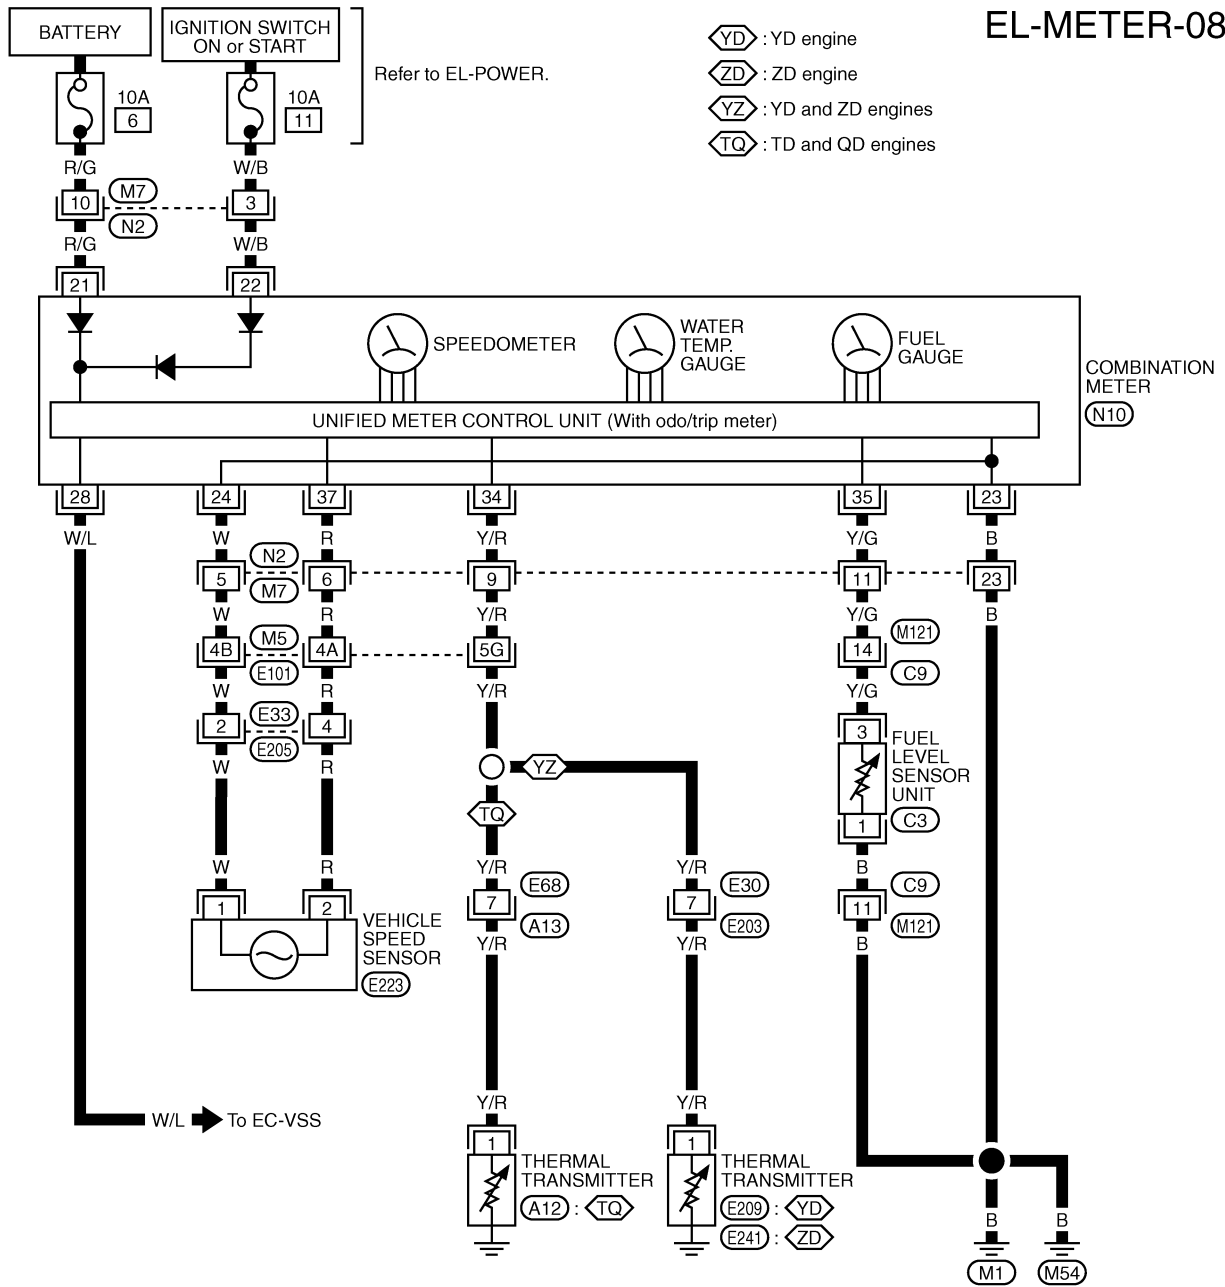 EL-METER-08
BATTERY
IGNITION SWITCH
ON or START
Refer to EL-POWER.
10A
6
10A
11
YD : YD engine
ZD : ZD engine
YZ : YD and ZD engines
TQ : TD and QD engines
R/G
W/B
10
M7
N2
3
R/G
W/B
21
22
SPEEDOMETER
WATER
TEMP.
GAUGE
FUEL
GAUGE
COMBINATION
METER
N10
UNIFIED METER CONTROL UNIT (With odo/trip meter)
28
24
37
34
35
23
W/L
W
R
Y/R
Y/G
B
N2
M7
5
6
9
11
23
W
R
Y/R
Y/G
B
M5
E101
4B
4A
5G
14
M121
C9
W
R
Y/R
Y/G
E33
E205
2
4
3
FUEL
LEVEL
SENSOR
UNIT
C3
1
W
R
YZ
TQ
W
R
Y/R
Y/R
B
1
2
E68
A13
7
E30
E203
7
C9
M121
11
VEHICLE
SPEED
SENSOR
E223
Y/R
Y/R
B
W/L
To EC-VSS
Y/R
Y/R
1
1
THERMAL
TRANSMITTER
A12 : TQ
THERMAL
TRANSMITTER
E209 : YD
E241 : ZD
B
B
M1
M54